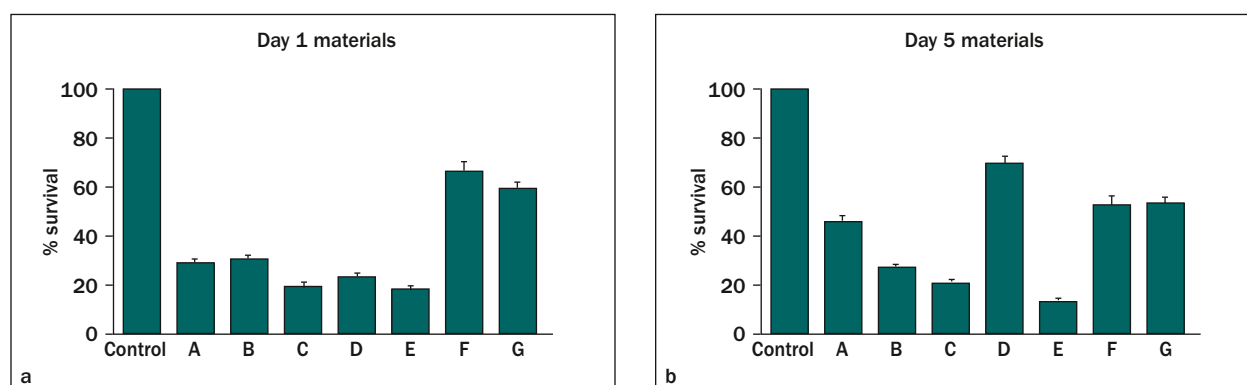 Day 1 materials
% survival
100
80
60
40
20
0
Control A B C D E F G
a
Day 5 materials
% survival
100
80
60
40
20
0
Control A B C D E F G
b